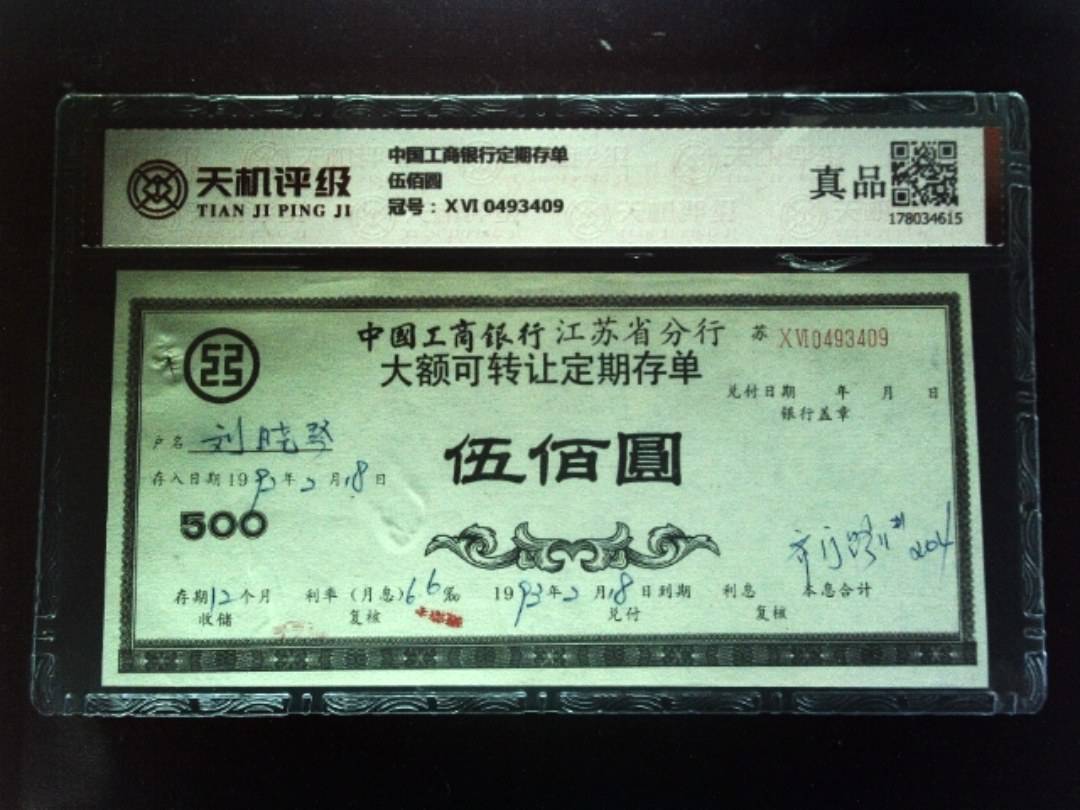 天机评级
TIAN JI PING JI
中国工商银行定期存单
伍佰圆
冠号：XVI 0493409
真品
178034615
中國工商銀行江苏省分行
苏 XVI0493409
大额可转让定期存单
兑付日期 年 月 日
银行盖章
户名 刘晓
存入日期1993年2月18日
伍佰圓
500
204
存期12个月 利率（月息）6.6‰ 1993年2月18日到期 利息 本息合计
收储 复核 兑付 复核